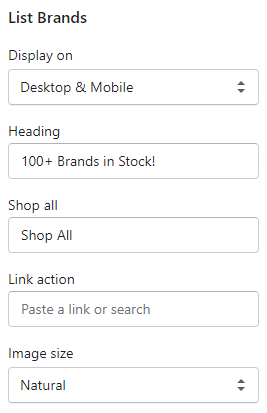 List Brands
Display on
Desktop & Mobile
Heading
100+ Brands in Stock!
Shop all
Shop All
Link action
Paste a link or search
Image size
Natural